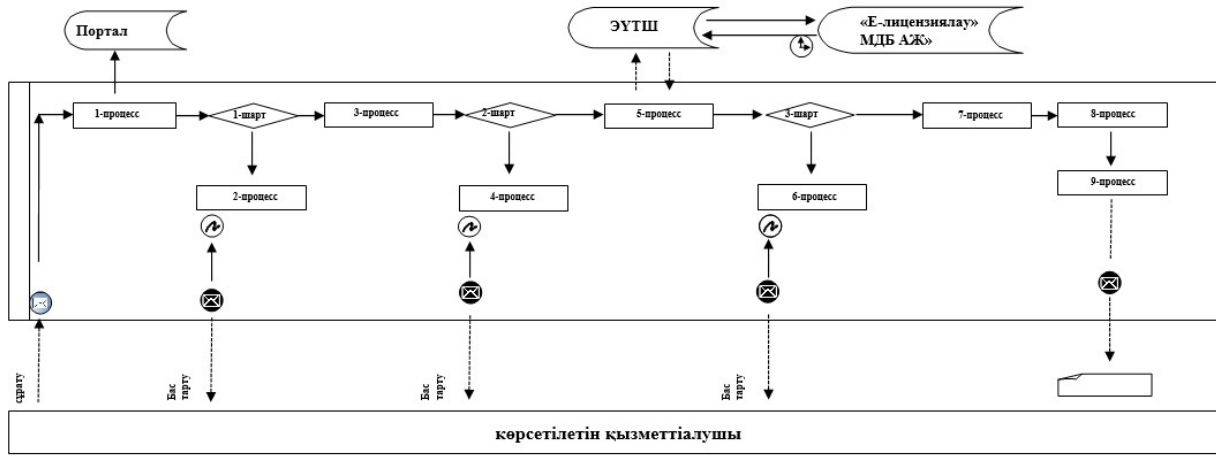 Портал
ЭҮТШ
«Е-лицензиялау»
МДБ АЖ»
1-процесс
1-шарт
3-процесс
2-шарт
5-процесс
3-шарт
7-процесс
8-процесс
2-процесс
4-процесс
6-процесс
9-процесс
сұрату
Бас
тарту
Бас
тарту
Бас
тарту
көрсетілетін қызметтіалушы